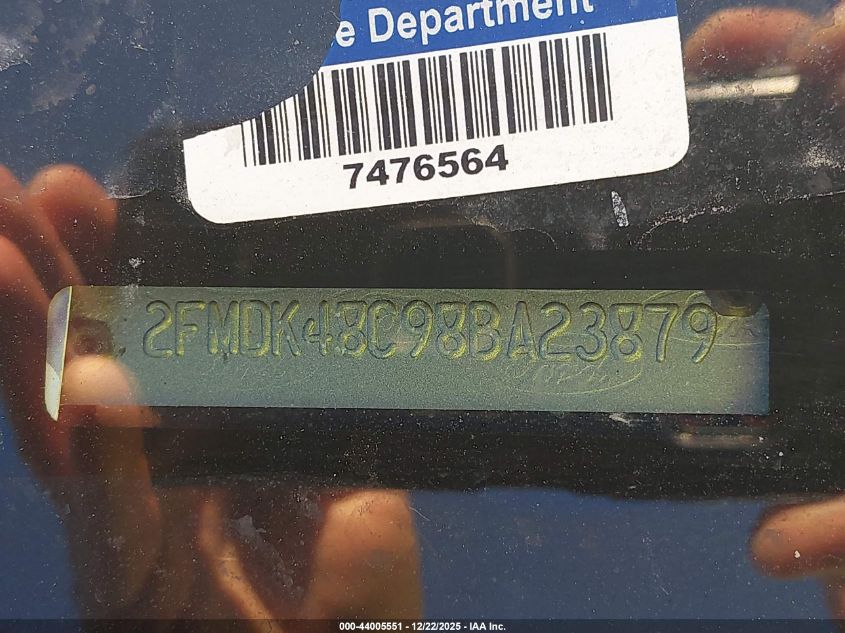 e Department
7476564
2FMDK48C98BA23879
000-44005551 - 12/22/2025 - IAA Inc.